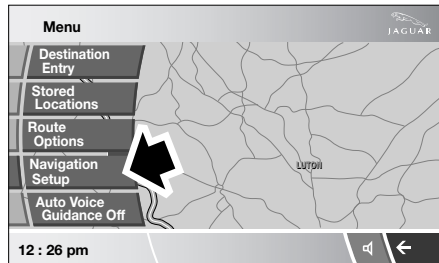 Menu
JAGUAR
Destination
Entry
Stored
Locations
Route
Options
Navigation
Setup
Auto Voice
Guidance Off
LUTON
12 : 26 pm